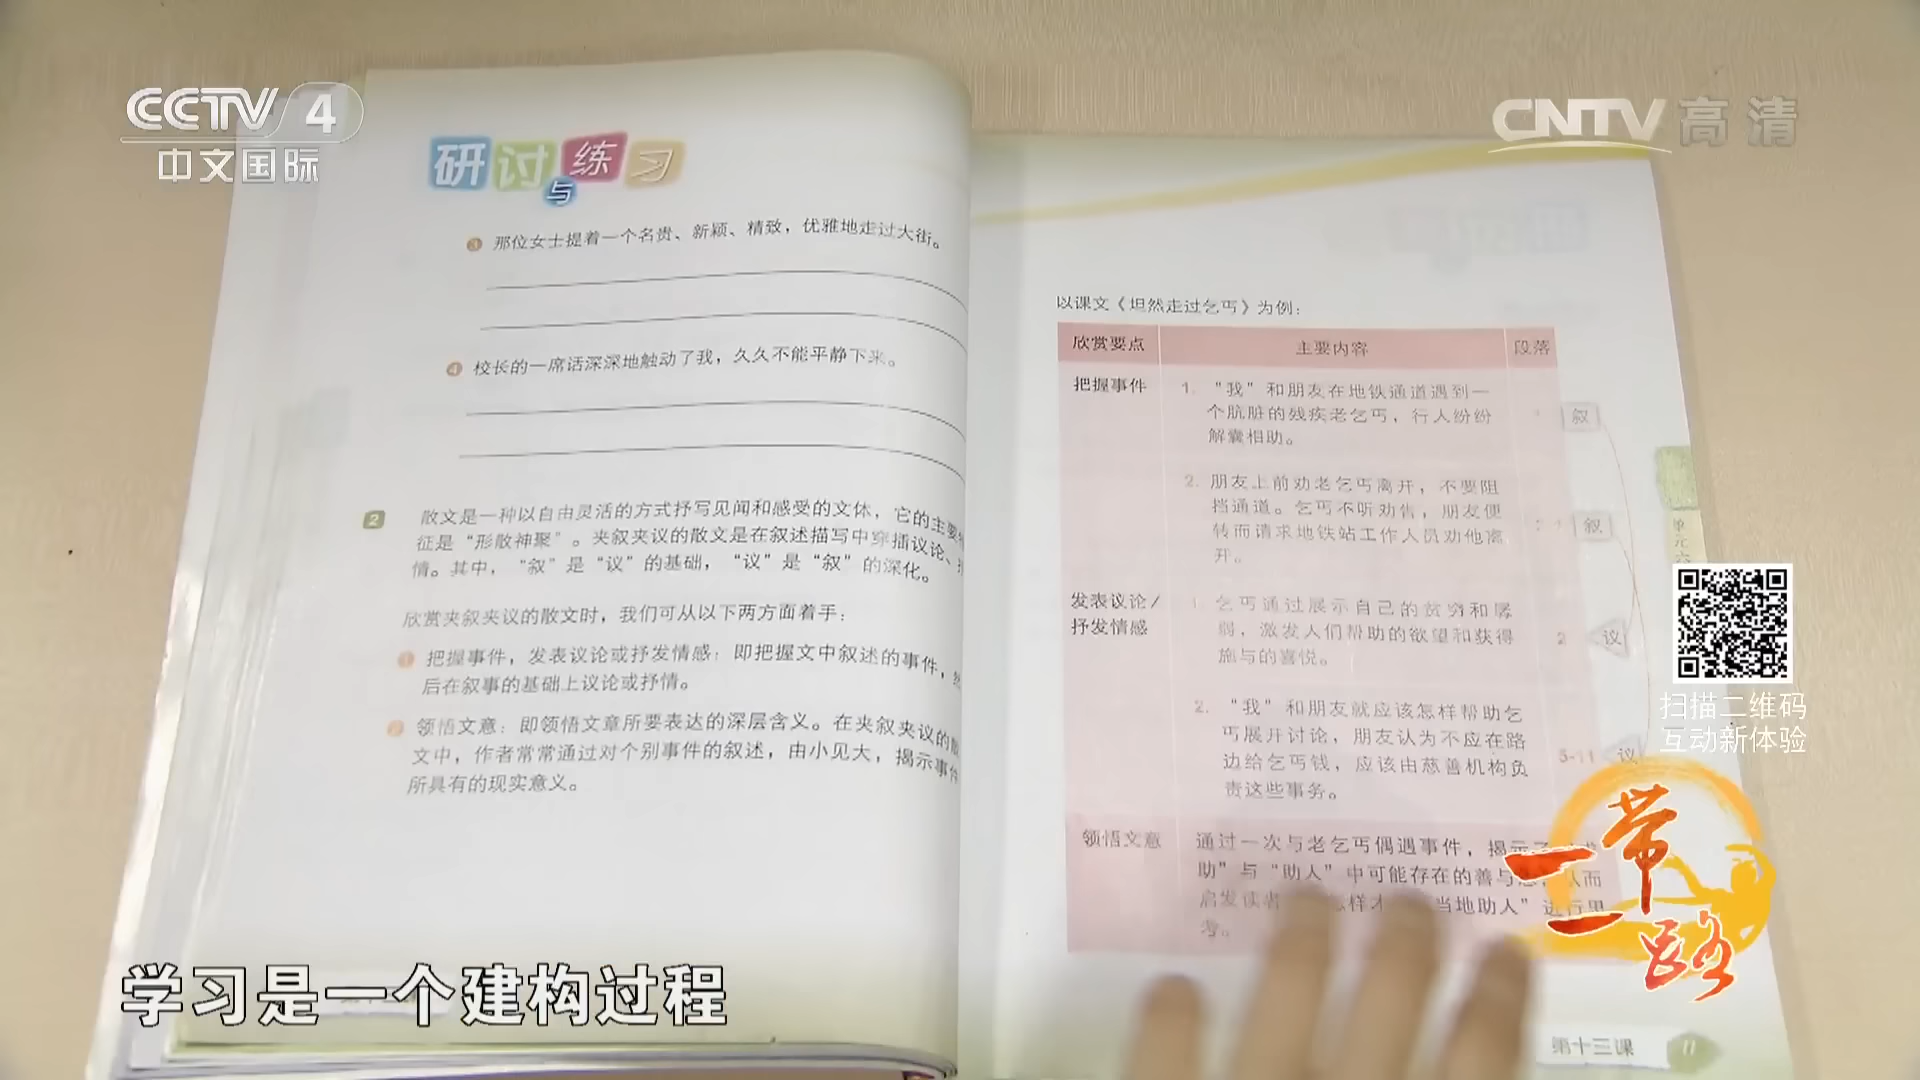 CCTV 4
中文国际
CNTV 高清
研讨与练习
3 那位女士提着一个名贵、新颖、精致，优雅地走过大街。
4 校长的一席话深深地触动了我，久久不能平静下来。
2 散文是一种以自由灵活的方式抒写见闻和感受的文体，它的主要
征是“形散神聚”。夹叙夹议的散文是在叙述描写中穿插议论、
情。其中，“叙”是“议”的基础，“议”是“叙”的深化。
欣赏夹叙夹议的散文时，我们可从以下两方面着手：
1 把握事件，发表议论或抒发情感：即把握文中叙述的事件，
后在叙事的基础上议论或抒情。
2 领悟文意：即领悟文章所要表达的深层含义。在夹叙夹议的
文中，作者常常通过对个别事件的叙述，由小见大，揭示事件
所具有的现实意义。
以课文《坦然走过乞丐》为例：
欣赏要点 主要内容 段落
把握事件 1. “我”和朋友在地铁通道遇到一
个肮脏的残疾老乞丐，行人纷纷
解囊相助。
叙
2. 朋友上前劝老乞丐离开，不要阻
挡通道。乞丐不听劝告，朋友便
转而请求地铁站工作人员劝他离
开。
叙
发表议论/
抒发情感
1. 乞丐通过展示自己的贫穷和孱
弱，激发人们帮助的欲望和获得
施与的喜悦。
2 议
2. “我”和朋友就应该怎样帮助乞
丐展开讨论，朋友认为不应在路
边给乞丐钱，应该由慈善机构负
责这些事务。
5-11 议
领悟文意 通过一次与老乞丐偶遇事件，揭示
助”与“助人”中可能存在的善与
启发读者 当地助人”进行思
考。
单元六
扫描二维码
互动新体验
一带一路
学习是一个建构过程
第十三课 11